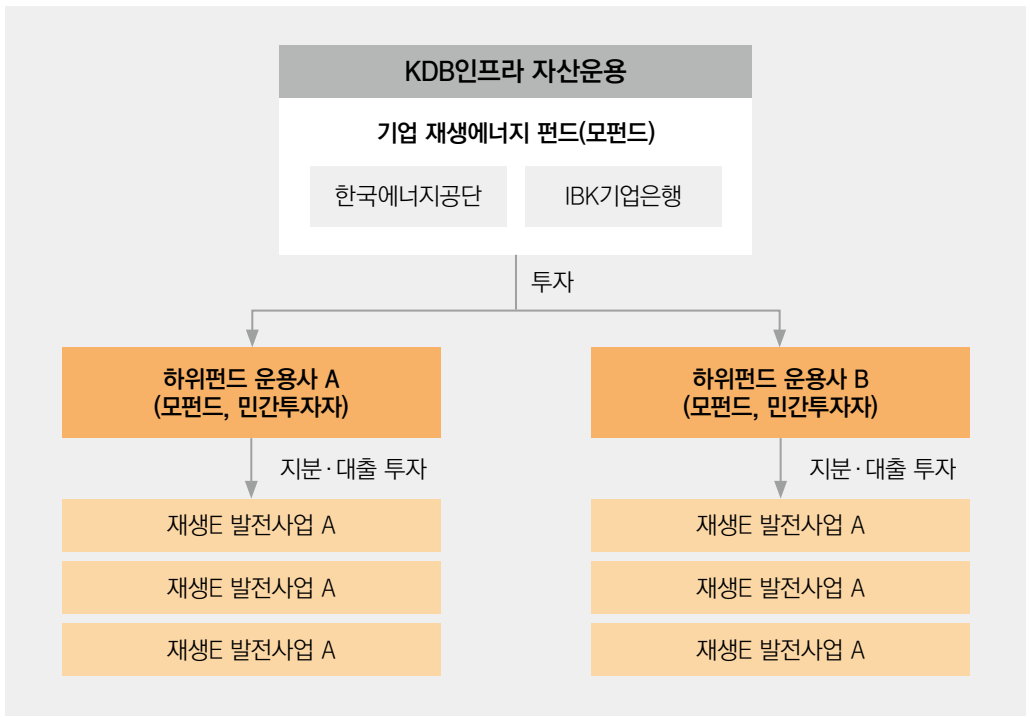 KDB인프라 자산운용
기업 재생에너지 펀드(모펀드)
한국에너지공단
IBK기업은행
투자
하위펀드 운용사 A
(모펀드, 민간투자자)
지분·대출 투자
재생E 발전사업 A
재생E 발전사업 A
재생E 발전사업 A
하위펀드 운용사 B
(모펀드, 민간투자자)
지분·대출 투자
재생E 발전사업 A
재생E 발전사업 A
재생E 발전사업 A